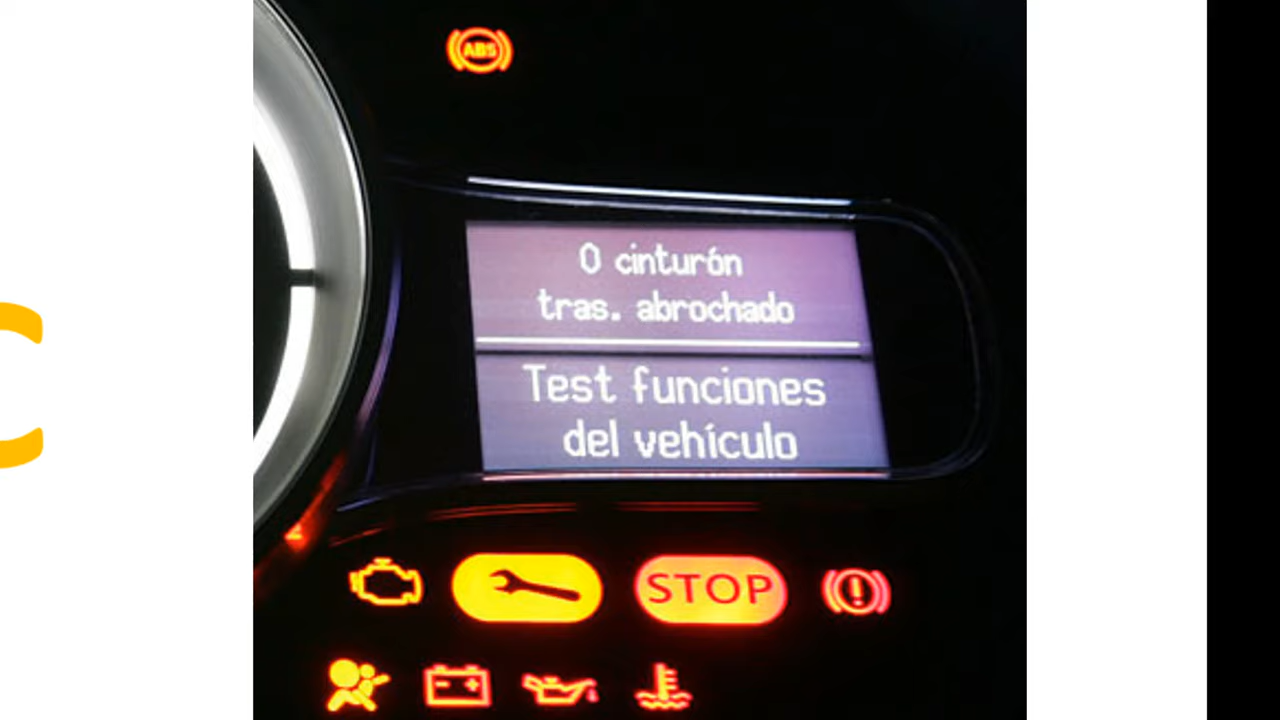 ABS
0 cinturón
tras. abrochado
Test funciones
del vehículo
STOP